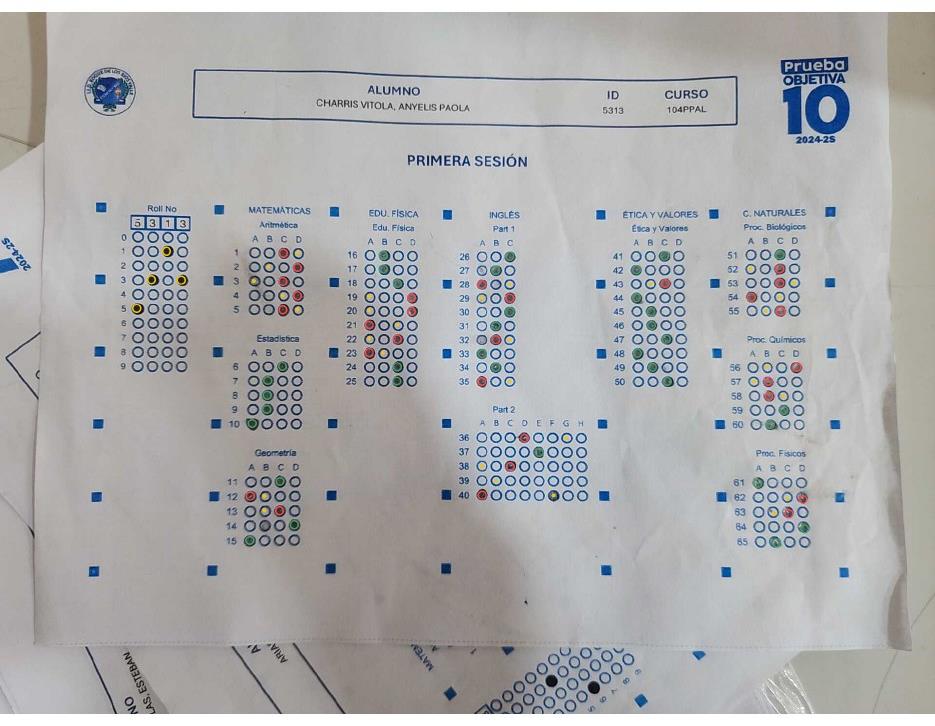 Prueba
OBJETIVA
10
2024-2S
ALUMNO
CHARRIS VITOLA, ANYELIS PAOLA
ID
5313
CURSO
104PPAL
PRIMERA SESIÓN
Roll No
5 3 1 3
0
1
2
3
4
5
6
7
8
9
MATEMÁTICAS
Aritmética
A B C D
1
2
3
4
5
Estadística
A B C D
6
7
8
9
10
Geometría
A B C D
11
12
13
14
15
EDU. FÍSICA
Edu. Física
A B C D
16
17
18
19
20
21
22
23
24
25
INGLÉS
Part 1
A B C
26
27
28
29
30
31
32
33
34
35
Part 2
A B C D E F G H
36
37
38
39
40
ÉTICA Y VALORES
Ética y Valores
A B C D
41
42
43
44
45
46
47
48
49
50
C. NATURALES
Proc. Biológicos
A B C D
51
52
53
54
55
Proc. Químicos
A B C D
56
57
58
59
60
Proc. Físicos
A B C D
61
62
63
64
65
2024-2S
LAS, ESTEBAN
NO
ARIA
MATE